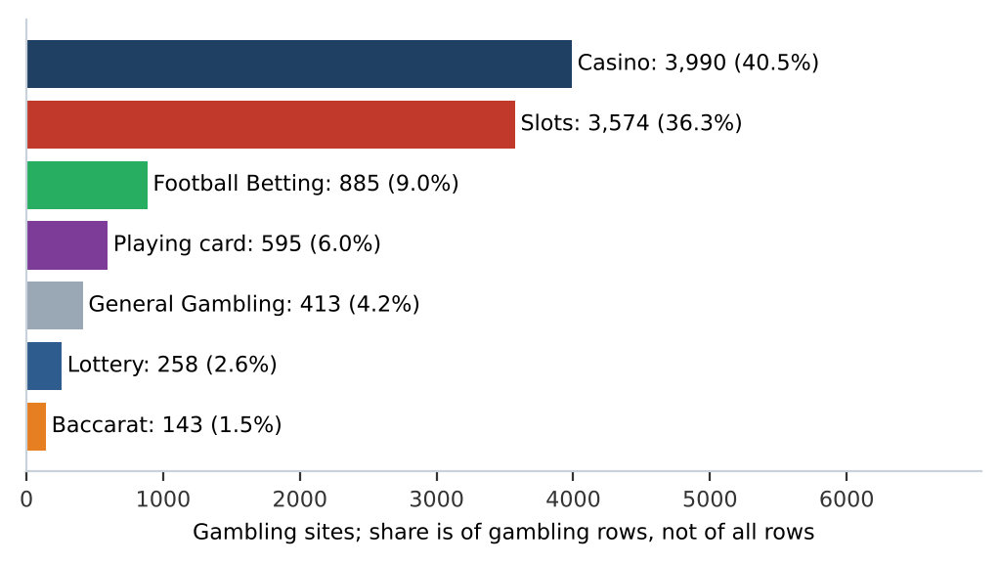 Casino: 3,990 (40.5%)
Slots: 3,574 (36.3%)
Football Betting: 885 (9.0%)
Playing card: 595 (6.0%)
General Gambling: 413 (4.2%)
Lottery: 258 (2.6%)
Baccarat: 143 (1.5%)
0 1000 2000 3000 4000 5000 6000
Gambling sites; share is of gambling rows, not of all rows